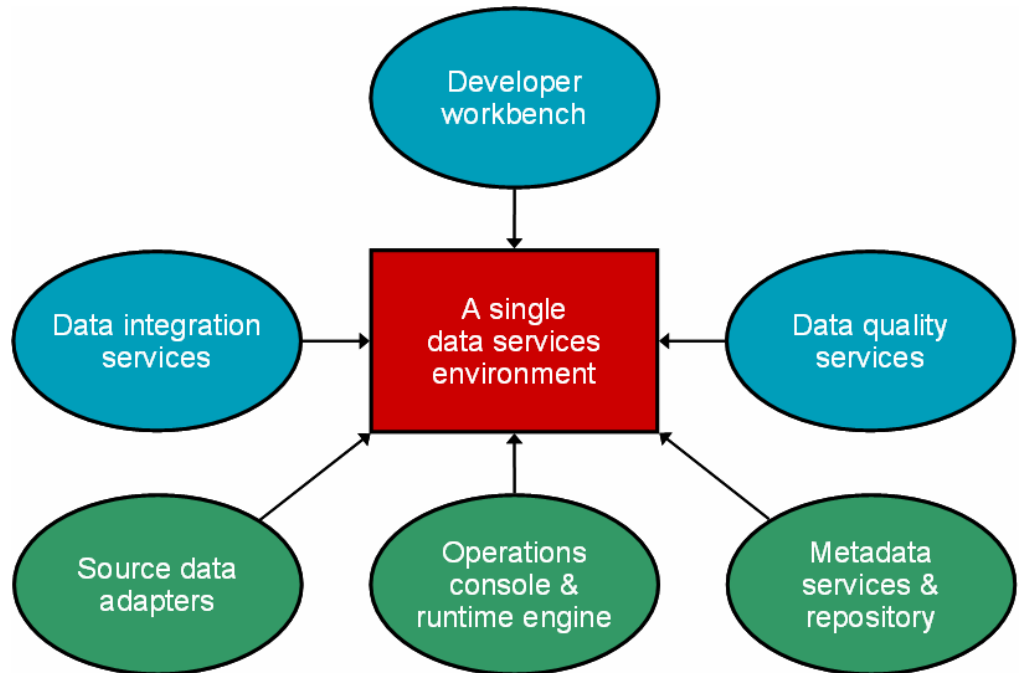 Developer
workbench
Data integration
services
A single
data services
environment
Data quality
services
Source data
adapters
Operations
console &
runtime engine
Metadata
services &
repository